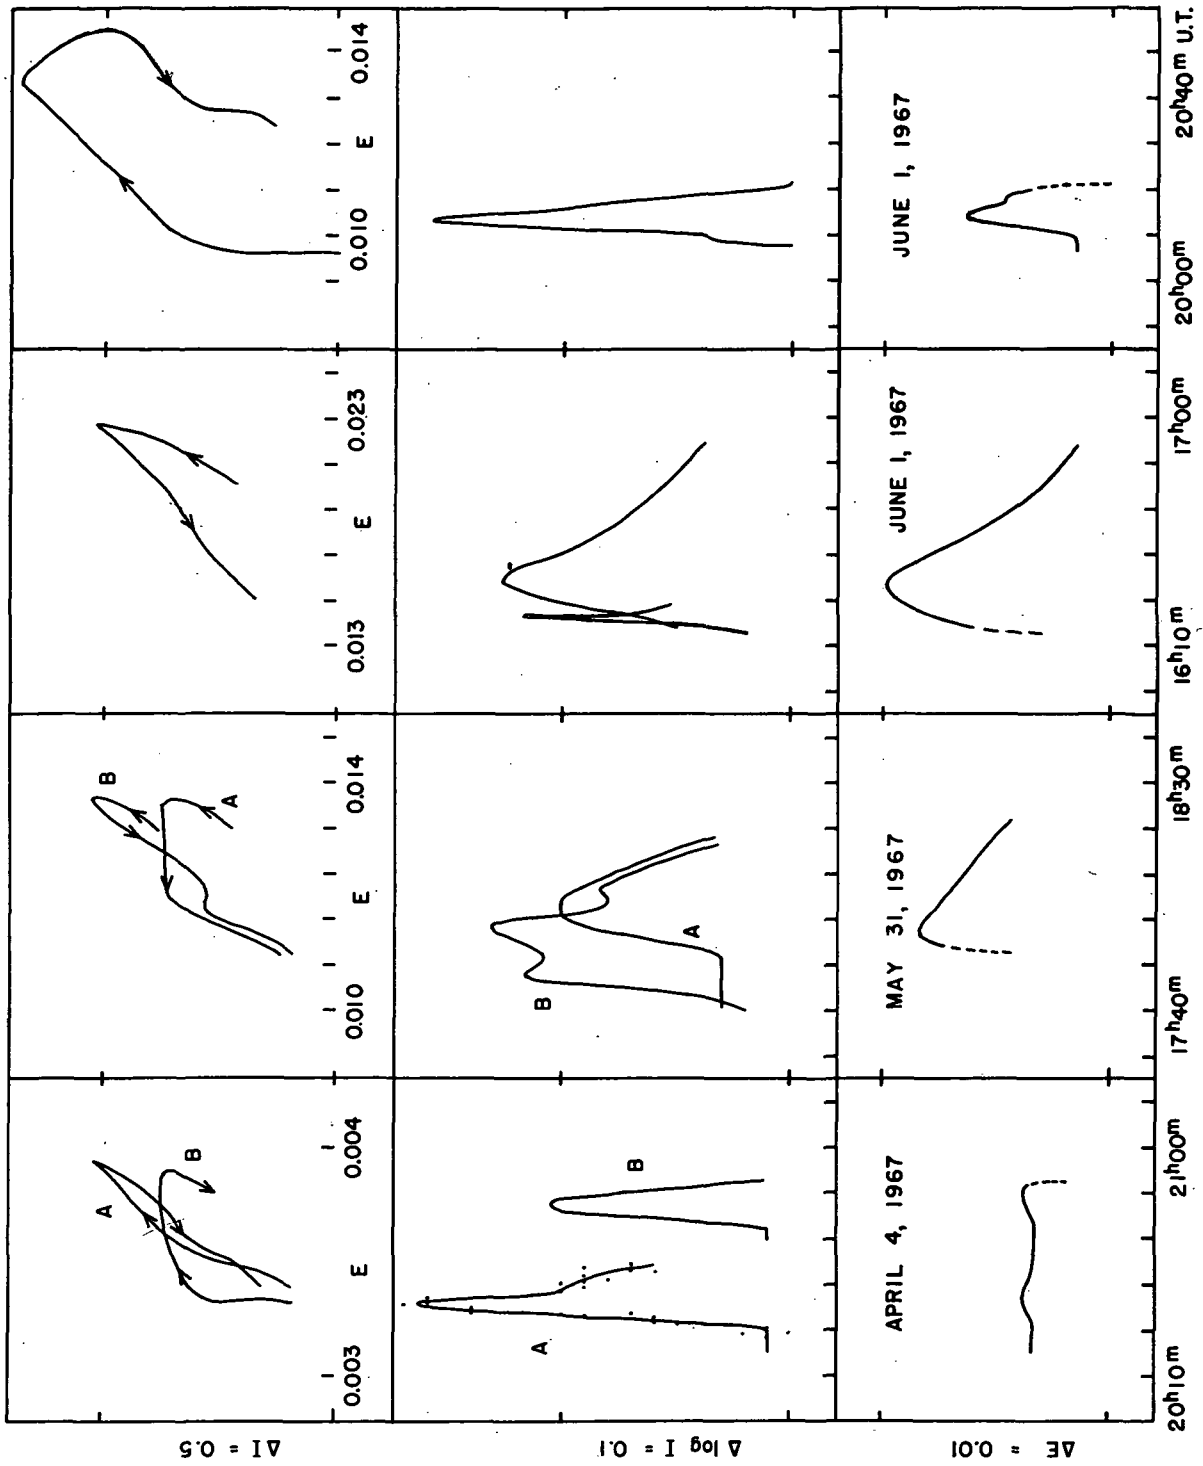 ΔI = 0.5
0.003
E
0.004
A
B
0.010
E
0.014
A
B
0.013
E
0.023
0.010
E
0.014
Δ log I = 0.1
A
B
B
A
ΔE = 0.01
APRIL 4, 1967
MAY 31, 1967
JUNE 1, 1967
JUNE 1, 1967
20ʰ10ᵐ
21ʰ00ᵐ
17ʰ40ᵐ
18ʰ30ᵐ
16ʰ10ᵐ
17ʰ00ᵐ
20ʰ00ᵐ
20ʰ40ᵐ U.T.